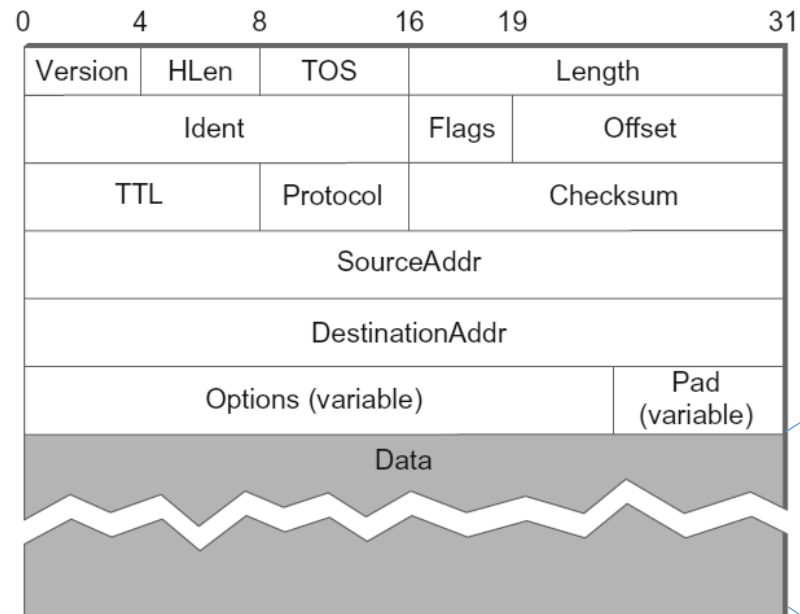 0 4 8 16 19 31
Version HLen TOS Length
Ident Flags Offset
TTL Protocol Checksum
SourceAddr
DestinationAddr
Options (variable) Pad
(variable)
Data